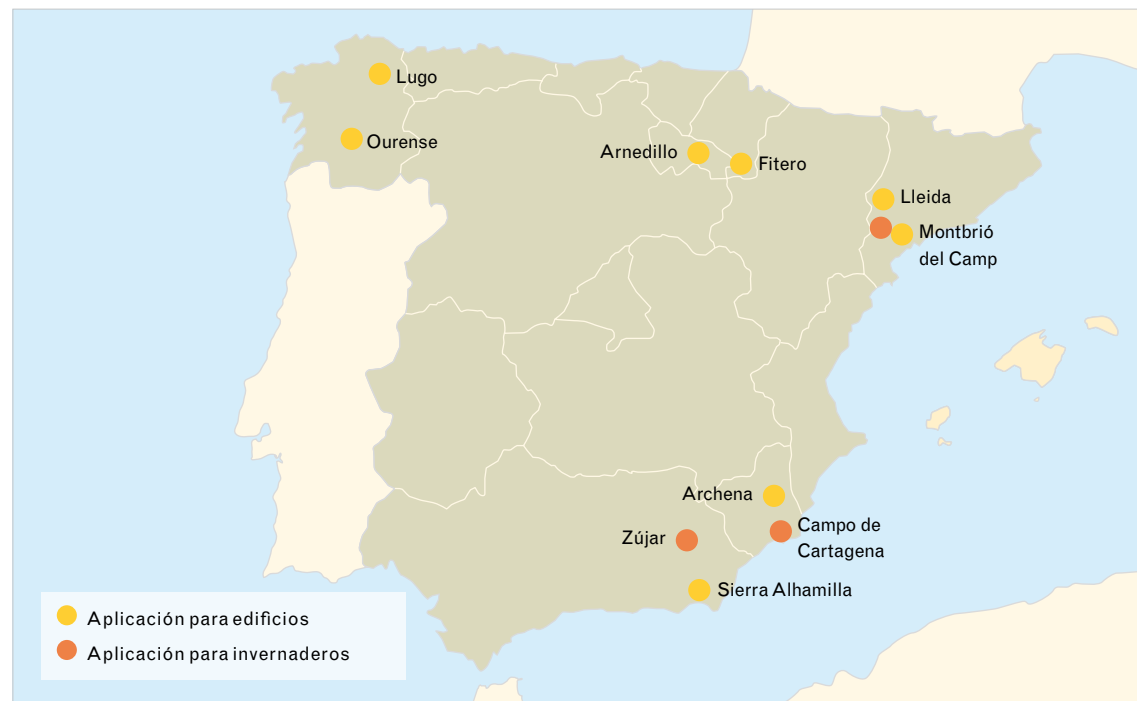 Lugo
Ourense
Arnedillo
Fitero
Lleida
Montbrió
del Camp
Archena
Campo de
Cartagena
Zújar
Sierra Alhamilla
Aplicación para edificios
Aplicación para invernaderos